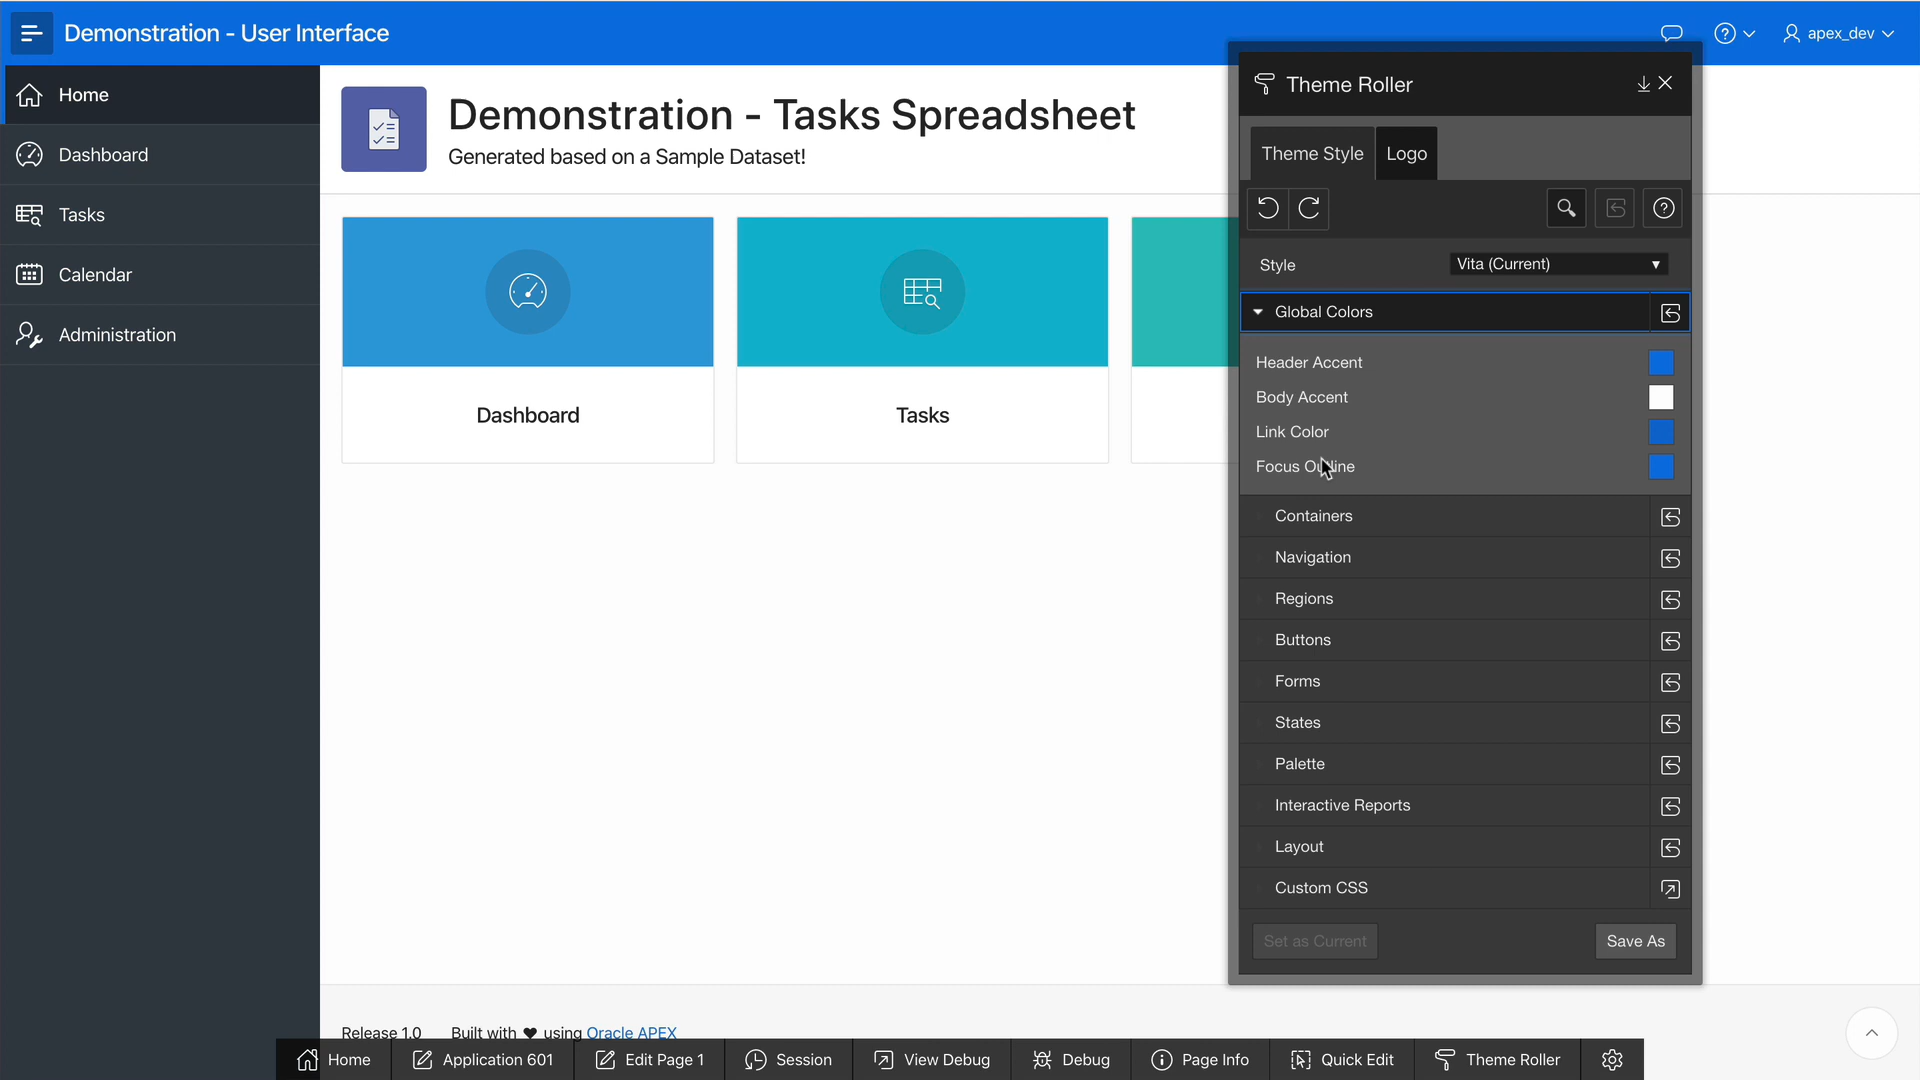 Demonstration - User Interface
apex_dev
Home
Dashboard
Tasks
Calendar
Administration
Demonstration - Tasks Spreadsheet
Generated based on a Sample Dataset!
Dashboard
Tasks
Theme Roller
Theme Style Logo
Style Vita (Current)
Global Colors
Header Accent
Body Accent
Link Color
Focus Outline
Containers
Navigation
Regions
Buttons
Forms
States
Palette
Interactive Reports
Layout
Custom CSS
Set as Current Save As
Release 1.0 Built with ♥ using Oracle APEX
Home Application 601 Edit Page 1 Session View Debug Debug Page Info Quick Edit Theme Roller